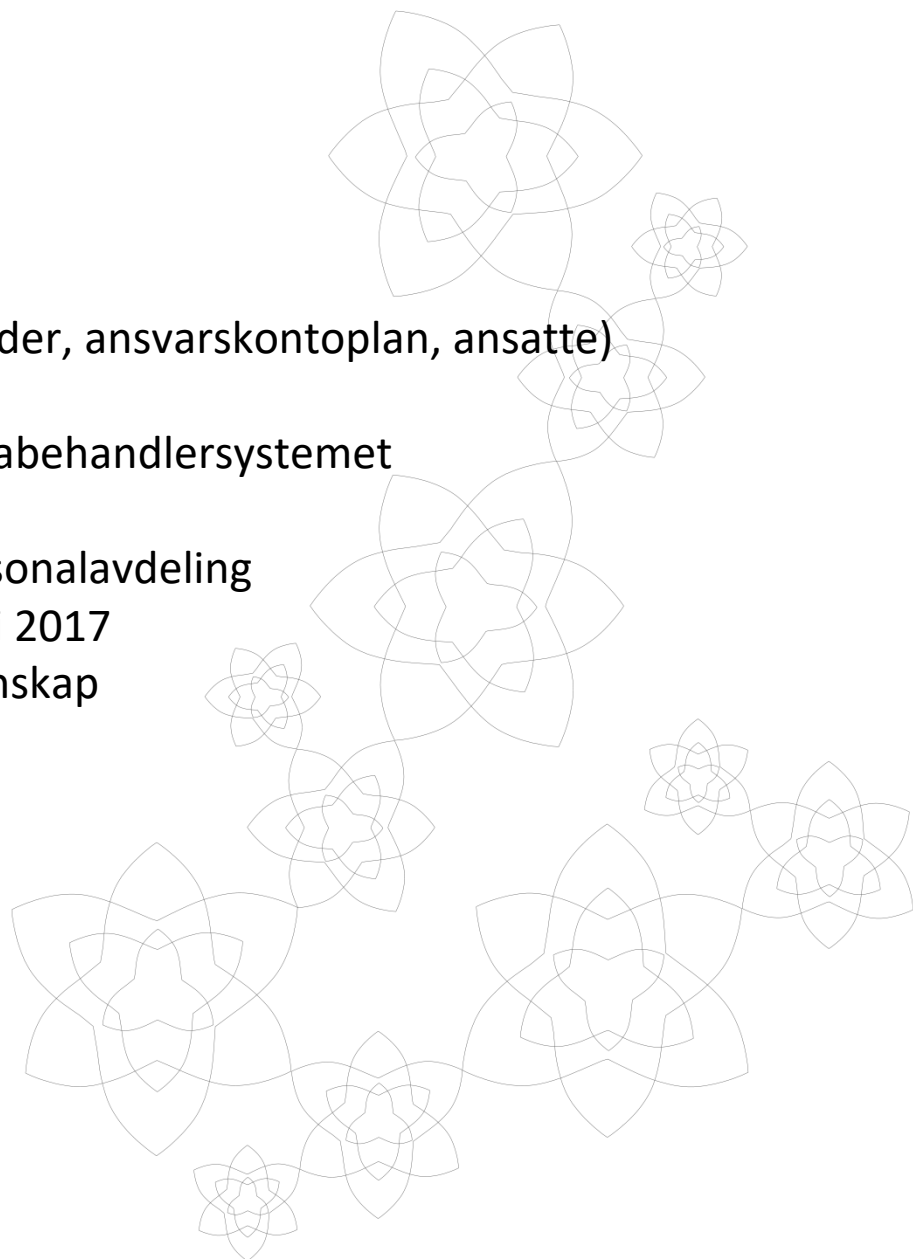 der, ansvarskontoplan, ansatte)
abehandlersystemet
sonalavdeling
i 2017
nskap